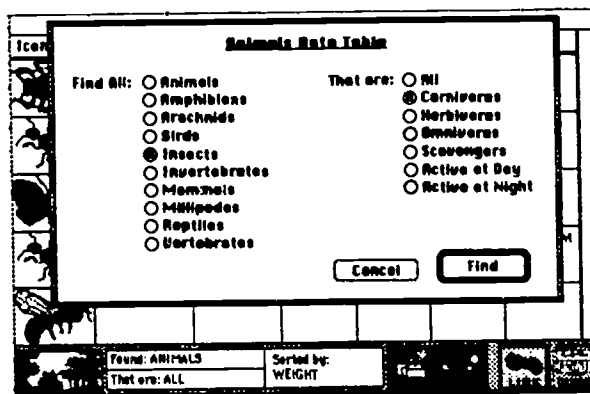 Animals Data Table
Icon
Find All:
Animals
Amphibians
Arachnids
Birds
Insects
Invertebrates
Mammals
Millipedes
Reptiles
Vertebrates
That are:
All
Carnivores
Herbivores
Omnivores
Scavengers
Active at Day
Active at Night
M
Cancel
Find
Found: ANIMALS
That are: ALL
Sorted by:
WEIGHT